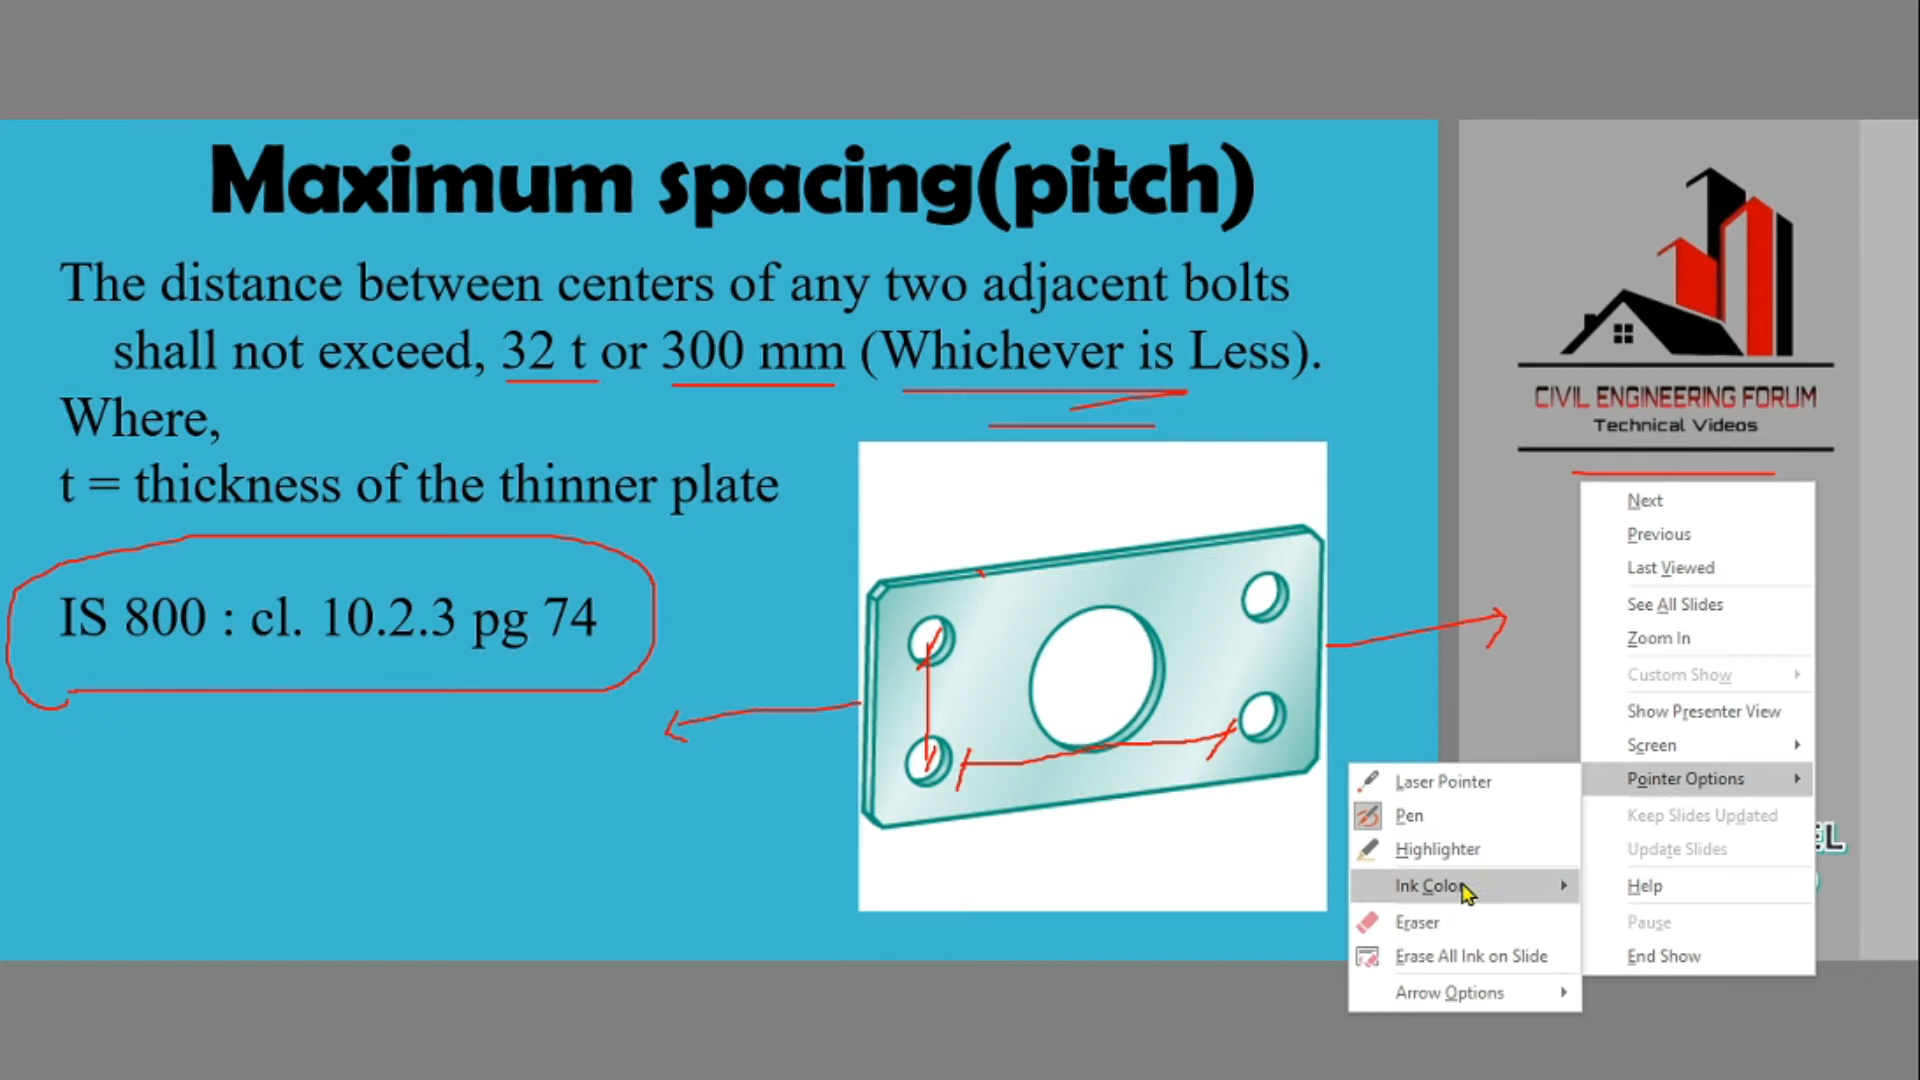 Maximum spacing(pitch)
The distance between centers of any two adjacent bolts
shall not exceed, 32 t or 300 mm (Whichever is Less).
Where,
t = thickness of the thinner plate
IS 800 : cl. 10.2.3 pg 74
CIVIL ENGINEERING FORUM
Technical Videos
Next
Previous
Last Viewed
See All Slides
Zoom In
Custom Show
Show Presenter View
Screen
Pointer Options
Keep Slides Updated
Update Slides
Help
Pause
End Show
Laser Pointer
Pen
Highlighter
Ink Color
Eraser
Erase All Ink on Slide
Arrow Options